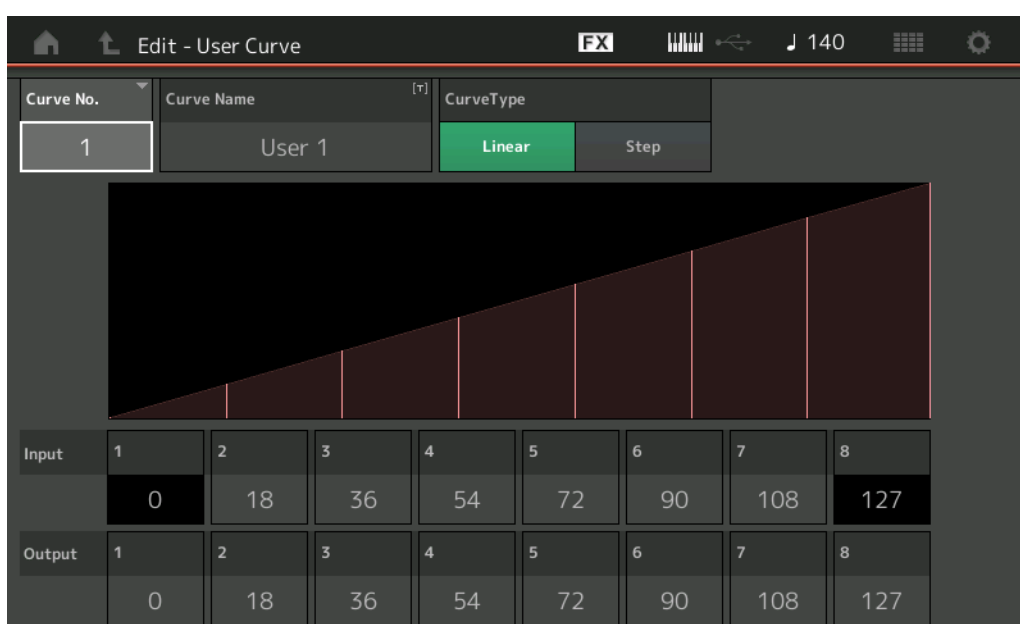 Edit - User Curve FX ♩ 140
Curve No. Curve Name [T] CurveType
1 User 1 Linear Step
Input 1 2 3 4 5 6 7 8
0 18 36 54 72 90 108 127
Output 1 2 3 4 5 6 7 8
0 18 36 54 72 90 108 127